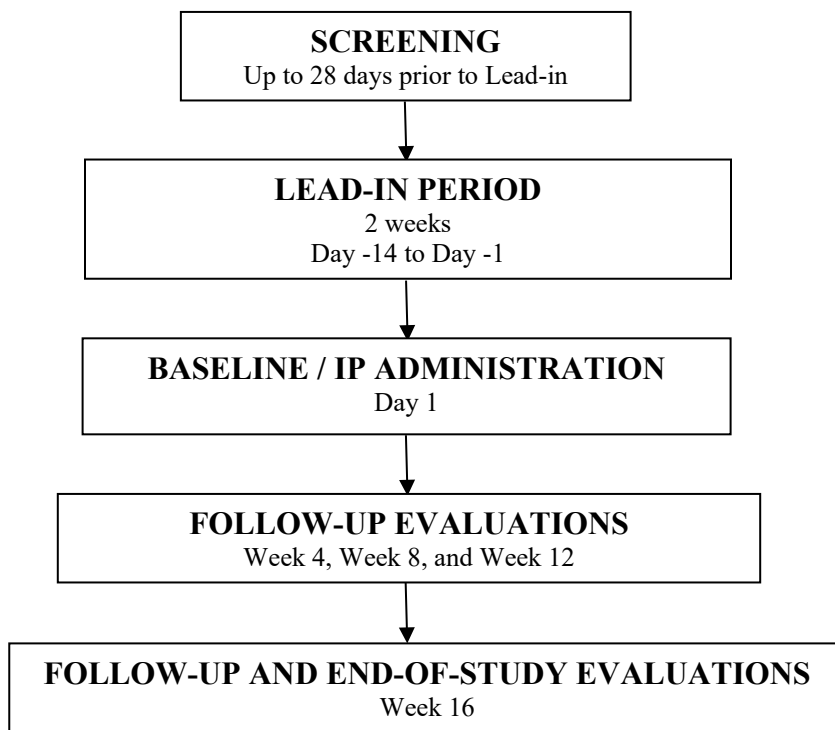 SCREENING
Up to 28 days prior to Lead-in
LEAD-IN PERIOD
2 weeks
Day -14 to Day -1
BASELINE / IP ADMINISTRATION
Day 1
FOLLOW-UP EVALUATIONS
Week 4, Week 8, and Week 12
FOLLOW-UP AND END-OF-STUDY EVALUATIONS
Week 16